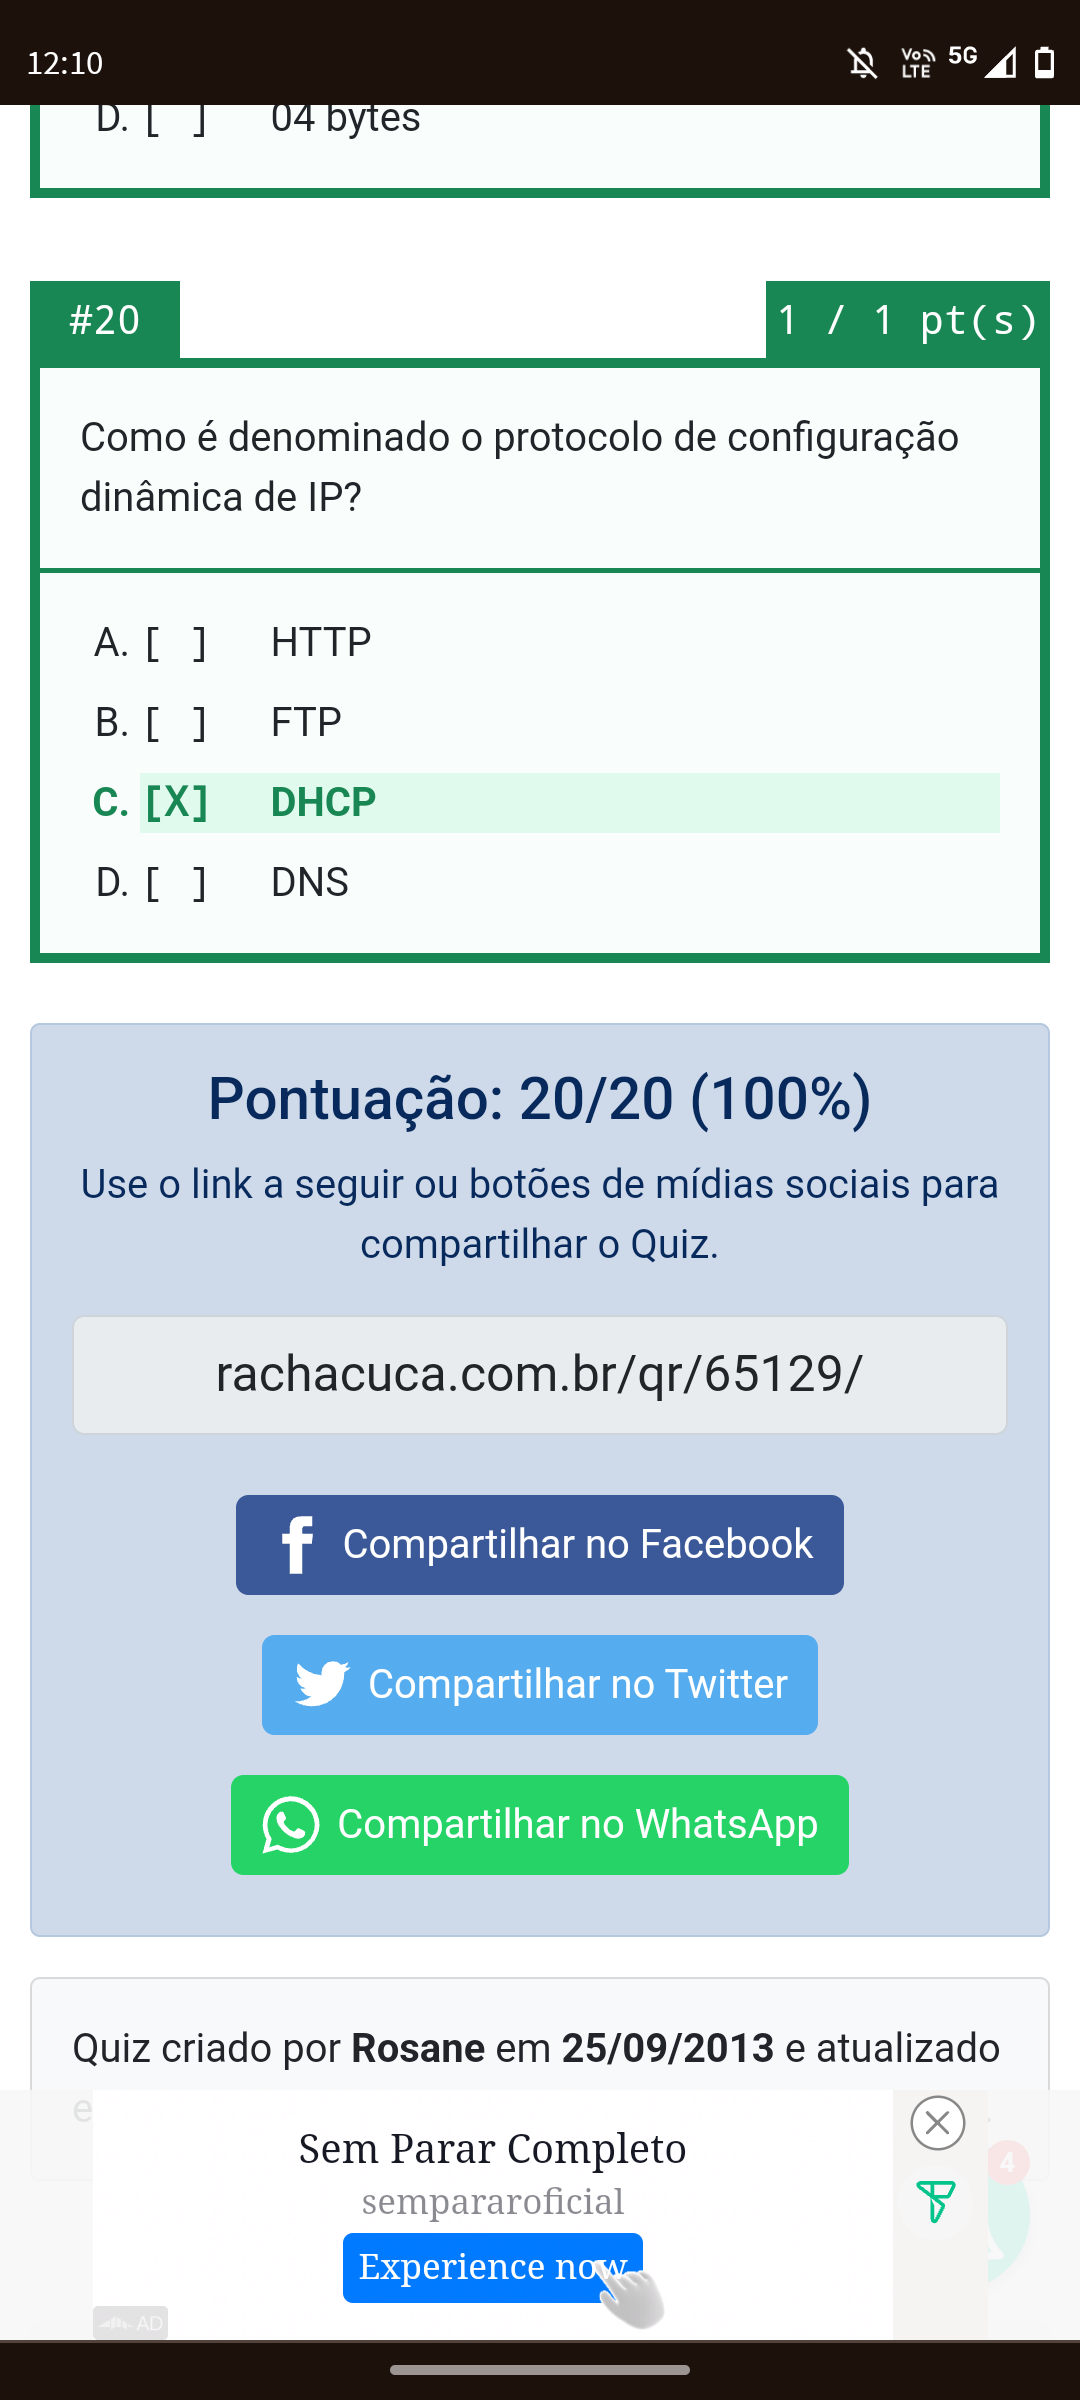 12:10
Vo LTE 5G
D. [ ] 04 bytes
#20
1 / 1 pt(s)
Como é denominado o protocolo de configuração
dinâmica de IP?
A. [ ] HTTP
B. [ ] FTP
C. [X] DHCP
D. [ ] DNS
Pontuação: 20/20 (100%)
Use o link a seguir ou botões de mídias sociais para
compartilhar o Quiz.
rachacuca.com.br/qr/65129/
Compartilhar no Facebook
Compartilhar no Twitter
Compartilhar no WhatsApp
Quiz criado por Rosane em 25/09/2013 e atualizado
Sem Parar Completo
4
sempararoficial
Experience now
AD